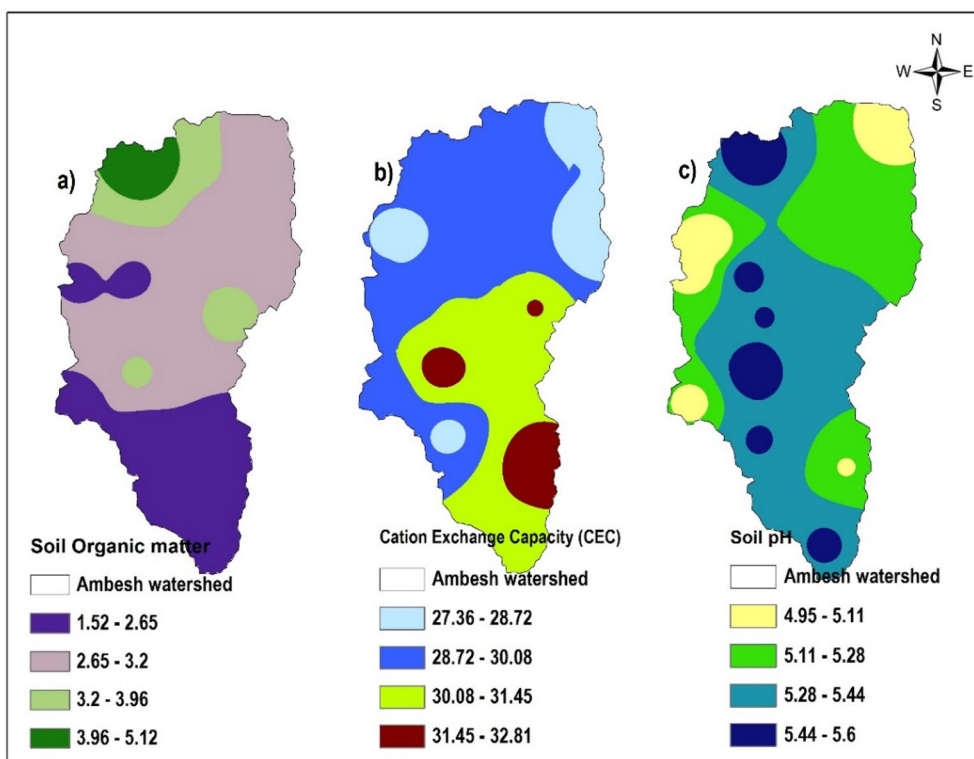 N
W E
S
a)
b)
c)
Soil Organic matter
Ambesh watershed
1.52 - 2.65
2.65 - 3.2
3.2 - 3.96
3.96 - 5.12
Cation Exchange Capacity (CEC)
Ambesh watershed
27.36 - 28.72
28.72 - 30.08
30.08 - 31.45
31.45 - 32.81
Soil pH
Ambesh watershed
4.95 - 5.11
5.11 - 5.28
5.28 - 5.44
5.44 - 5.6